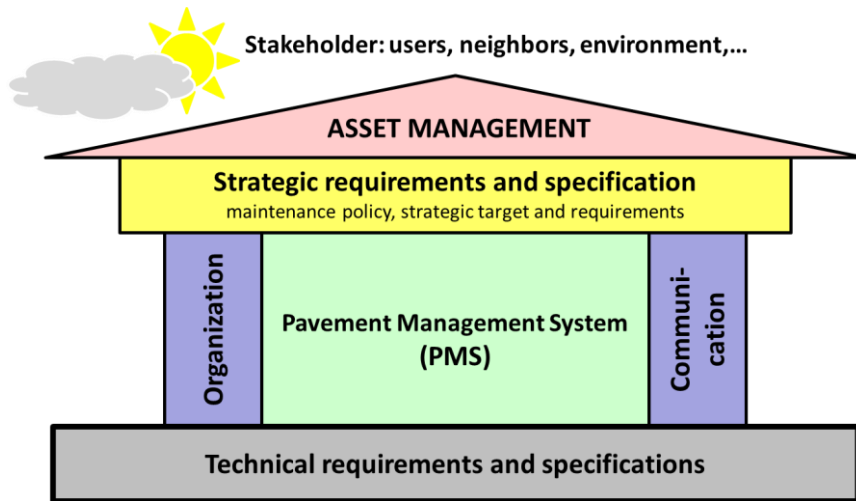 Stakeholder: users, neighbors, environment,...
ASSET MANAGEMENT
Strategic requirements and specification
maintenance policy, strategic target and requirements
Organization
Pavement Management System
(PMS)
Communi-
cation
Technical requirements and specifications